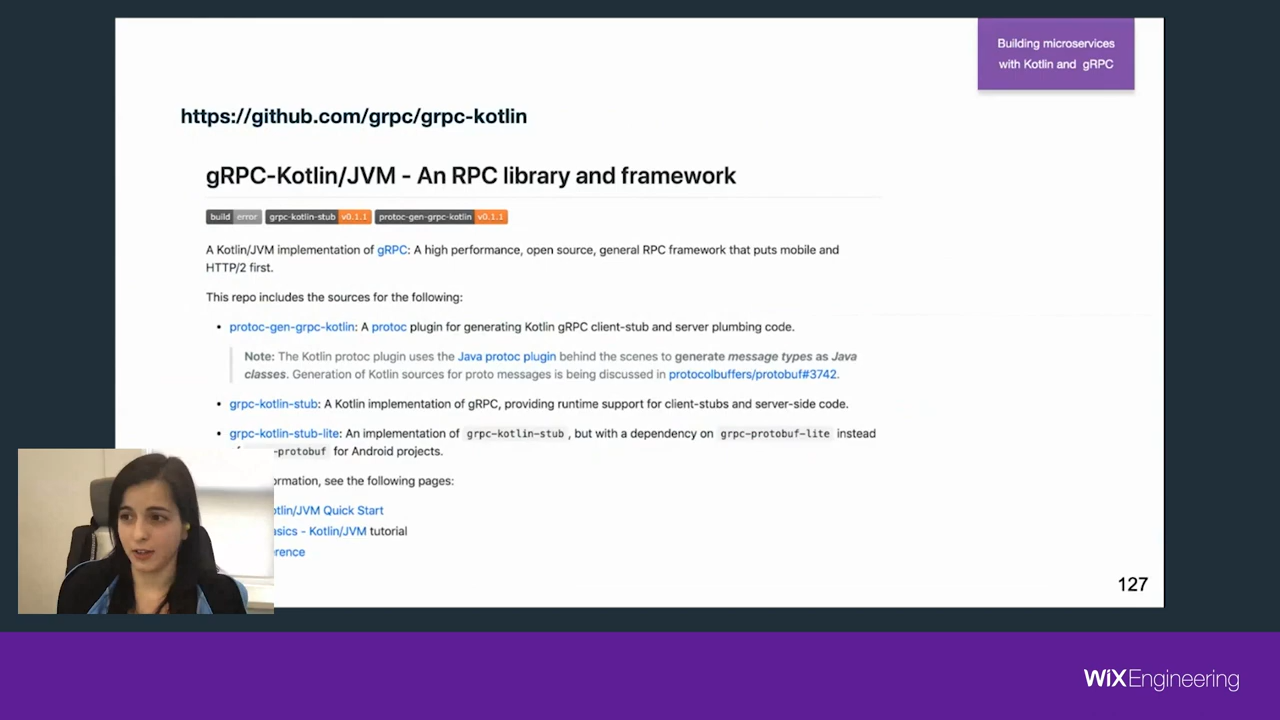 Building microservices
with Kotlin and gRPC
https://github.com/grpc/grpc-kotlin
gRPC-Kotlin/JVM - An RPC library and framework
build error grpc-kotlin-stub v0.1.1 protoc-gen-grpc-kotlin v0.1.1
A Kotlin/JVM implementation of gRPC: A high performance, open source, general RPC framework that puts mobile and
HTTP/2 first.
This repo includes the sources for the following:
• protoc-gen-grpc-kotlin: A protoc plugin for generating Kotlin gRPC client-stub and server plumbing code.
Note: The Kotlin protoc plugin uses the Java protoc plugin behind the scenes to generate message types as Java
classes. Generation of Kotlin sources for proto messages is being discussed in protocolbuffers/protobuf#3742.
• grpc-kotlin-stub: A Kotlin implementation of gRPC, providing runtime support for client-stubs and server-side code.
• grpc-kotlin-stub-lite: An implementation of grpc-kotlin-stub, but with a dependency on grpc-protobuf-lite instead
-protobuf for Android projects.
see the following pages:
JVM Quick Start
- Kotlin/JVM tutorial
127
WiXEngineering